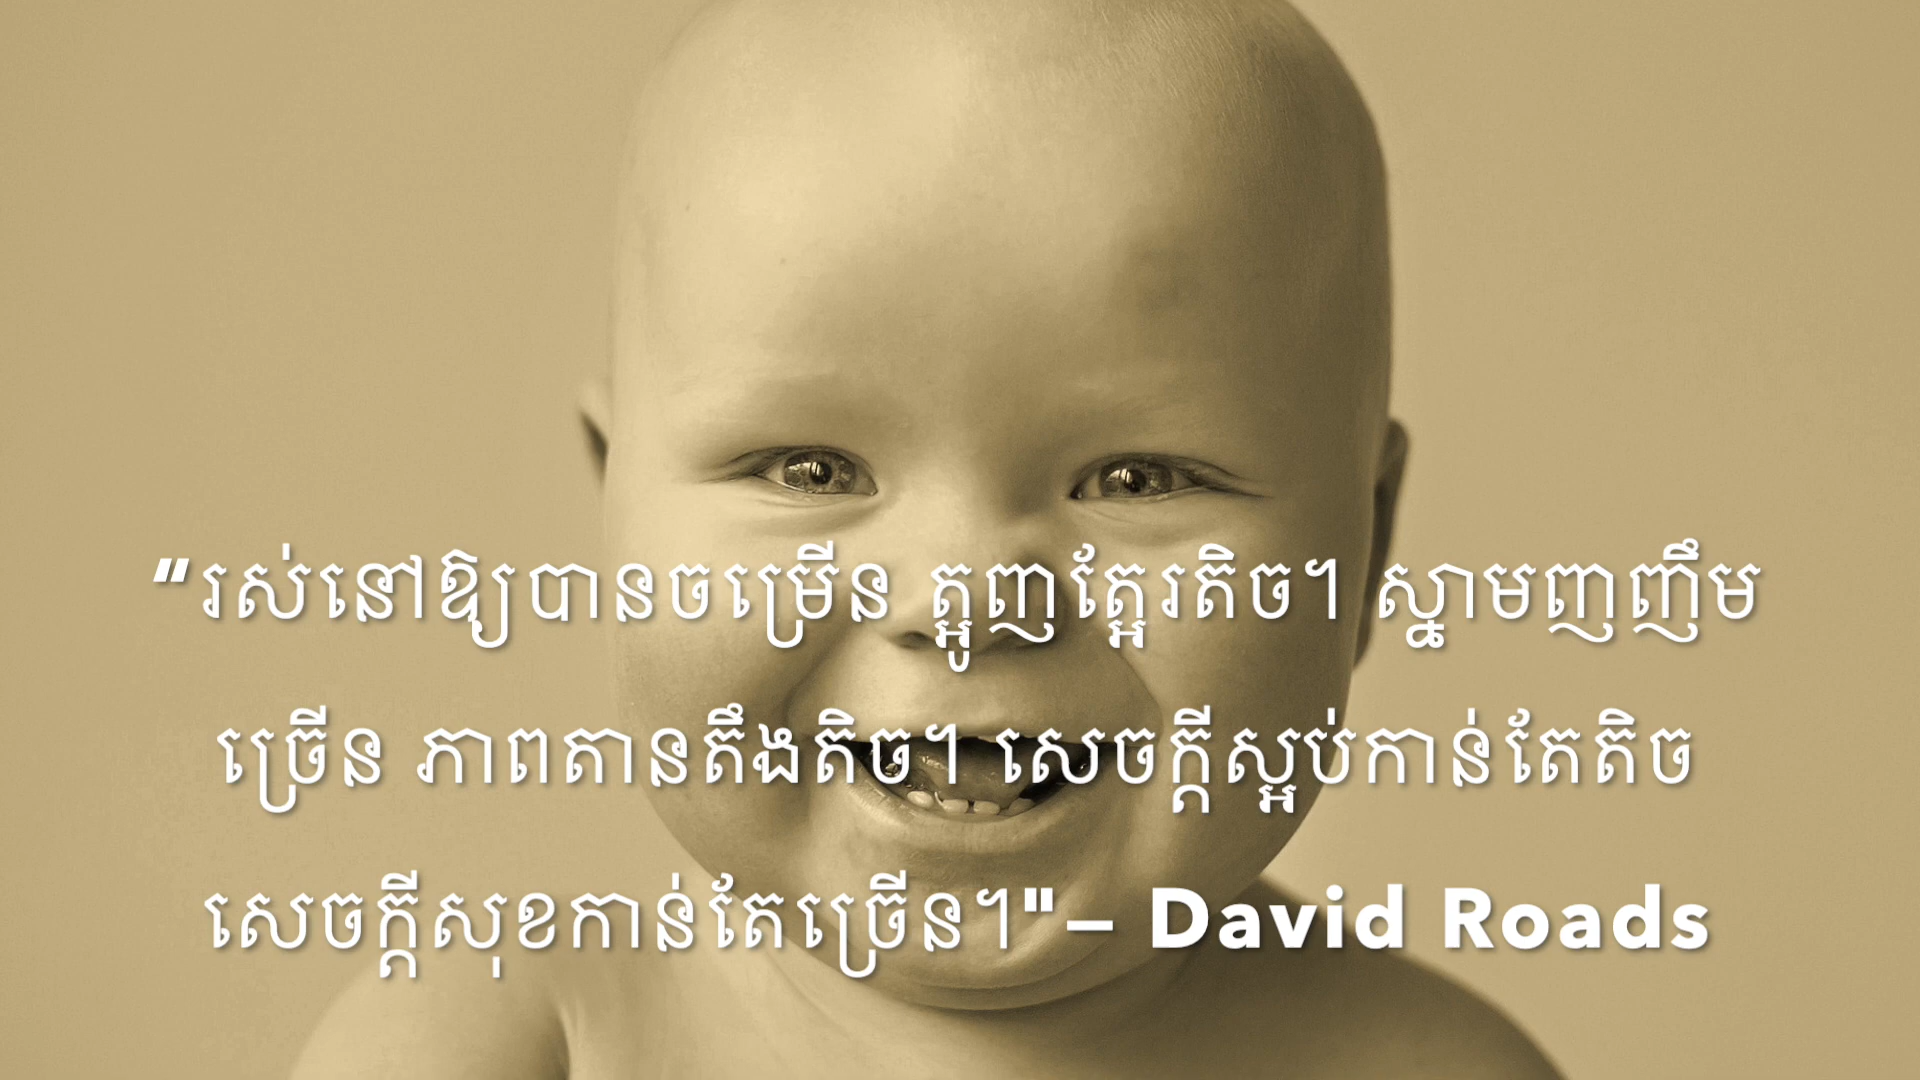 “រស់នៅឱ្យបានចម្រើន ត្អូញត្អែរតិច។ ស្នាមញញឹម
ច្រើន ភាពតានតឹងតិច។ សេចក្តីស្អប់កាន់តែតិច
សេចក្តីសុខកាន់តែច្រើន។"– David Roads